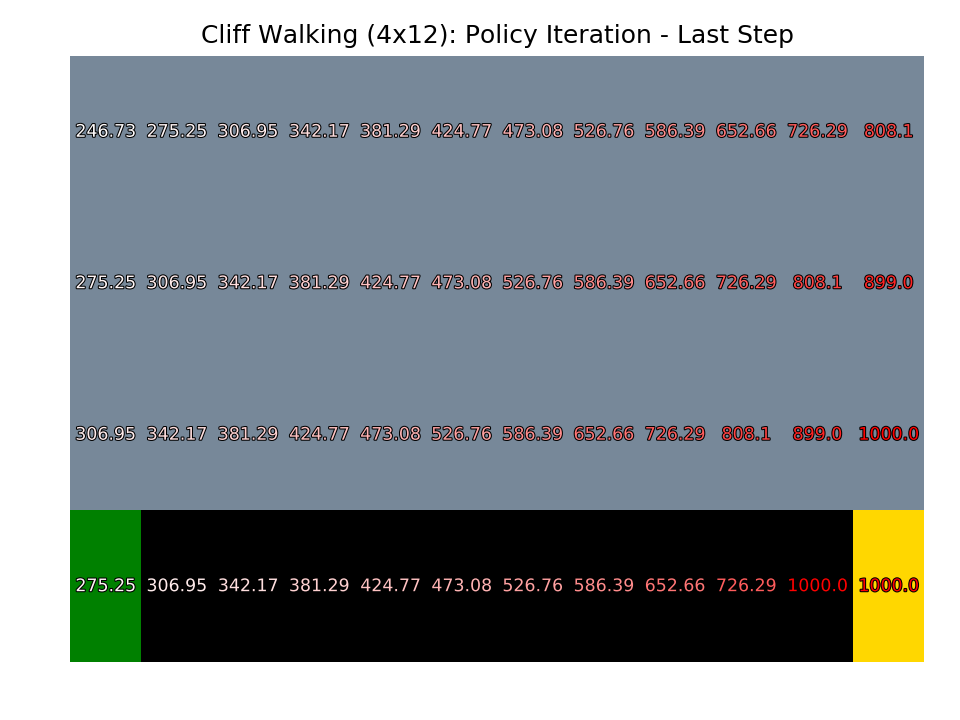 Cliff Walking (4x12): Policy Iteration - Last Step
246.73 275.25 306.95 342.17 381.29 424.77 473.08 526.76 586.39 652.66 726.29 808.1
275.25 306.95 342.17 381.29 424.77 473.08 526.76 586.39 652.66 726.29 808.1 899.0
306.95 342.17 381.29 424.77 473.08 526.76 586.39 652.66 726.29 808.1 899.0 1000.0
275.25 306.95 342.17 381.29 424.77 473.08 526.76 586.39 652.66 726.29 1000.0 1000.0